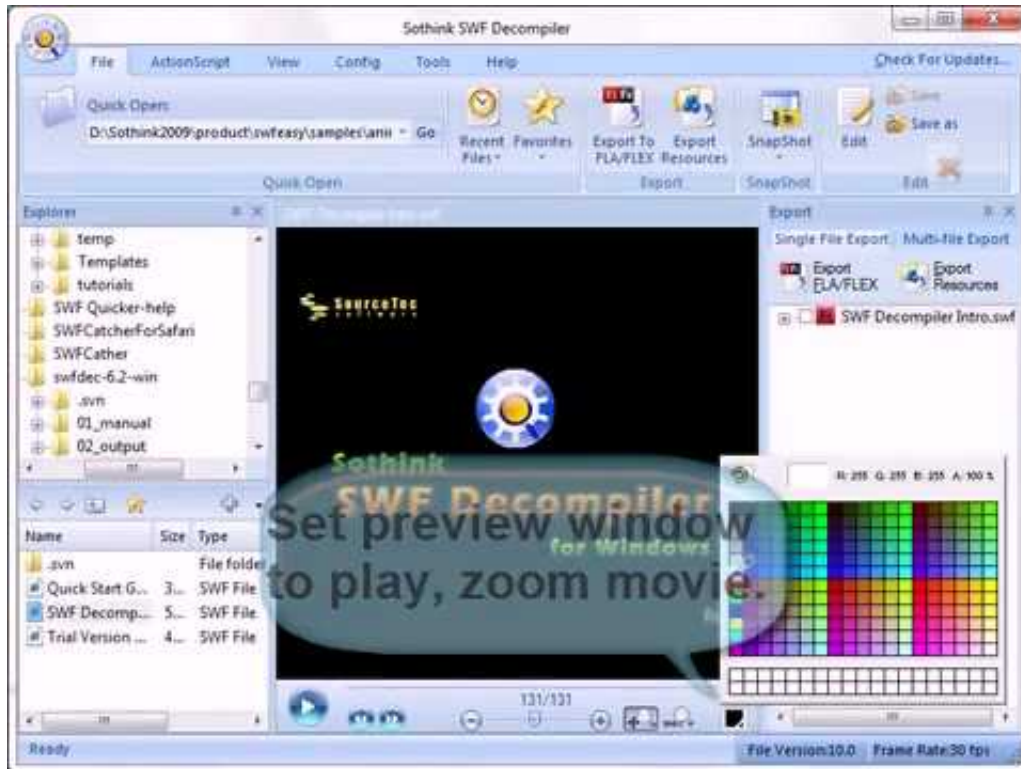 Sothink SWF Decompiler
File ActionScript View Config Tools Help Check For Updates...
Quick Open:
D:\Sothink2009\product\swfeasy\samples\anii Go
Recent Files Favorites
Export To FLA/FLEX Export Resources
SnapShot
Edit Save
Save as
Quick Open Export SnapShot Edit
Explorer
temp
Templates
tutorials
SWF Quicker-help
SWFCatcherForSafari
SWFCather
swfdec-6.2-win
.svn
01_manual
02_output
Name Size Type
.svn File folder
Quick Start G... 3... SWF File
SWF Decomp... 5... SWF File
Trial Version ... 4... SWF File
SourceTec
software
Sothink
SWF Decompiler
for Windows
Set preview window
to play, zoom movie.
131/131
Export
Single File Export Multi-file Export
Export FLA/FLEX Export Resources
SWF Decompiler Intro.swf
R: 255 G: 255 B: 255 A: 100 %
Ready
File Version:10.0 Frame Rate:30 fps